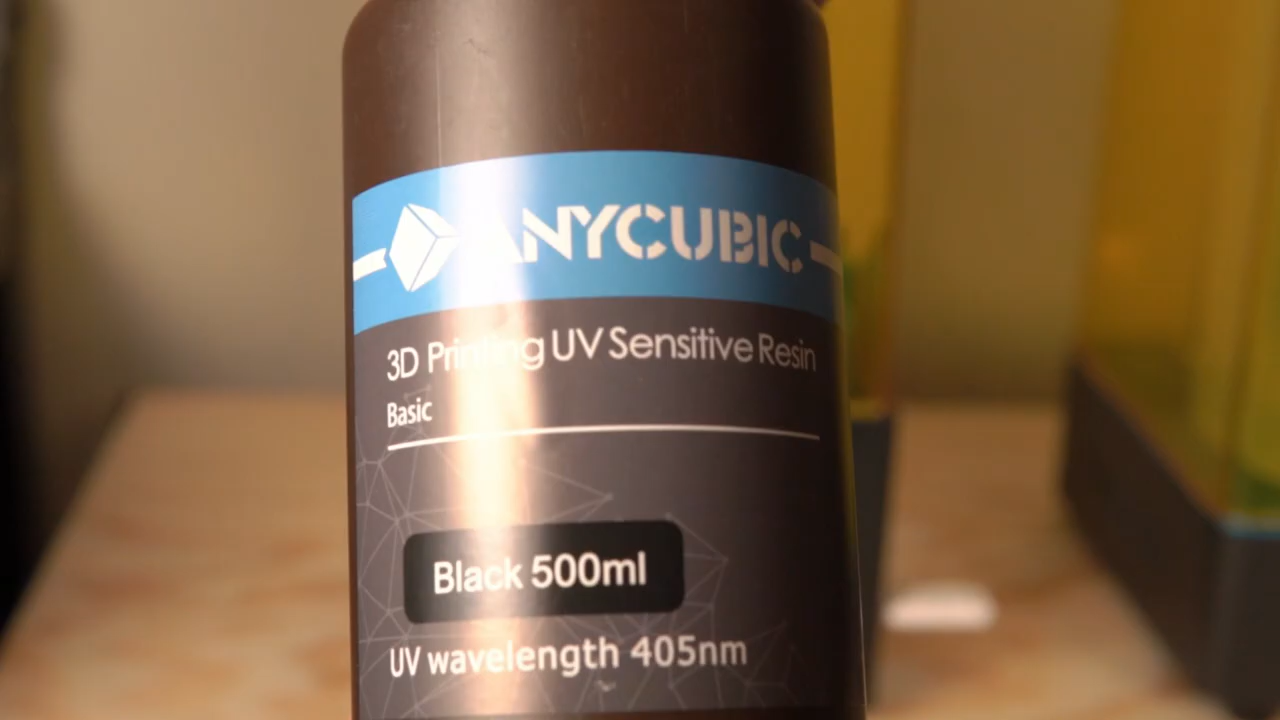 ANYCUBIC
3D Printing UV Sensitive Resin
Basic
Black 500ml
UV wavelength 405nm